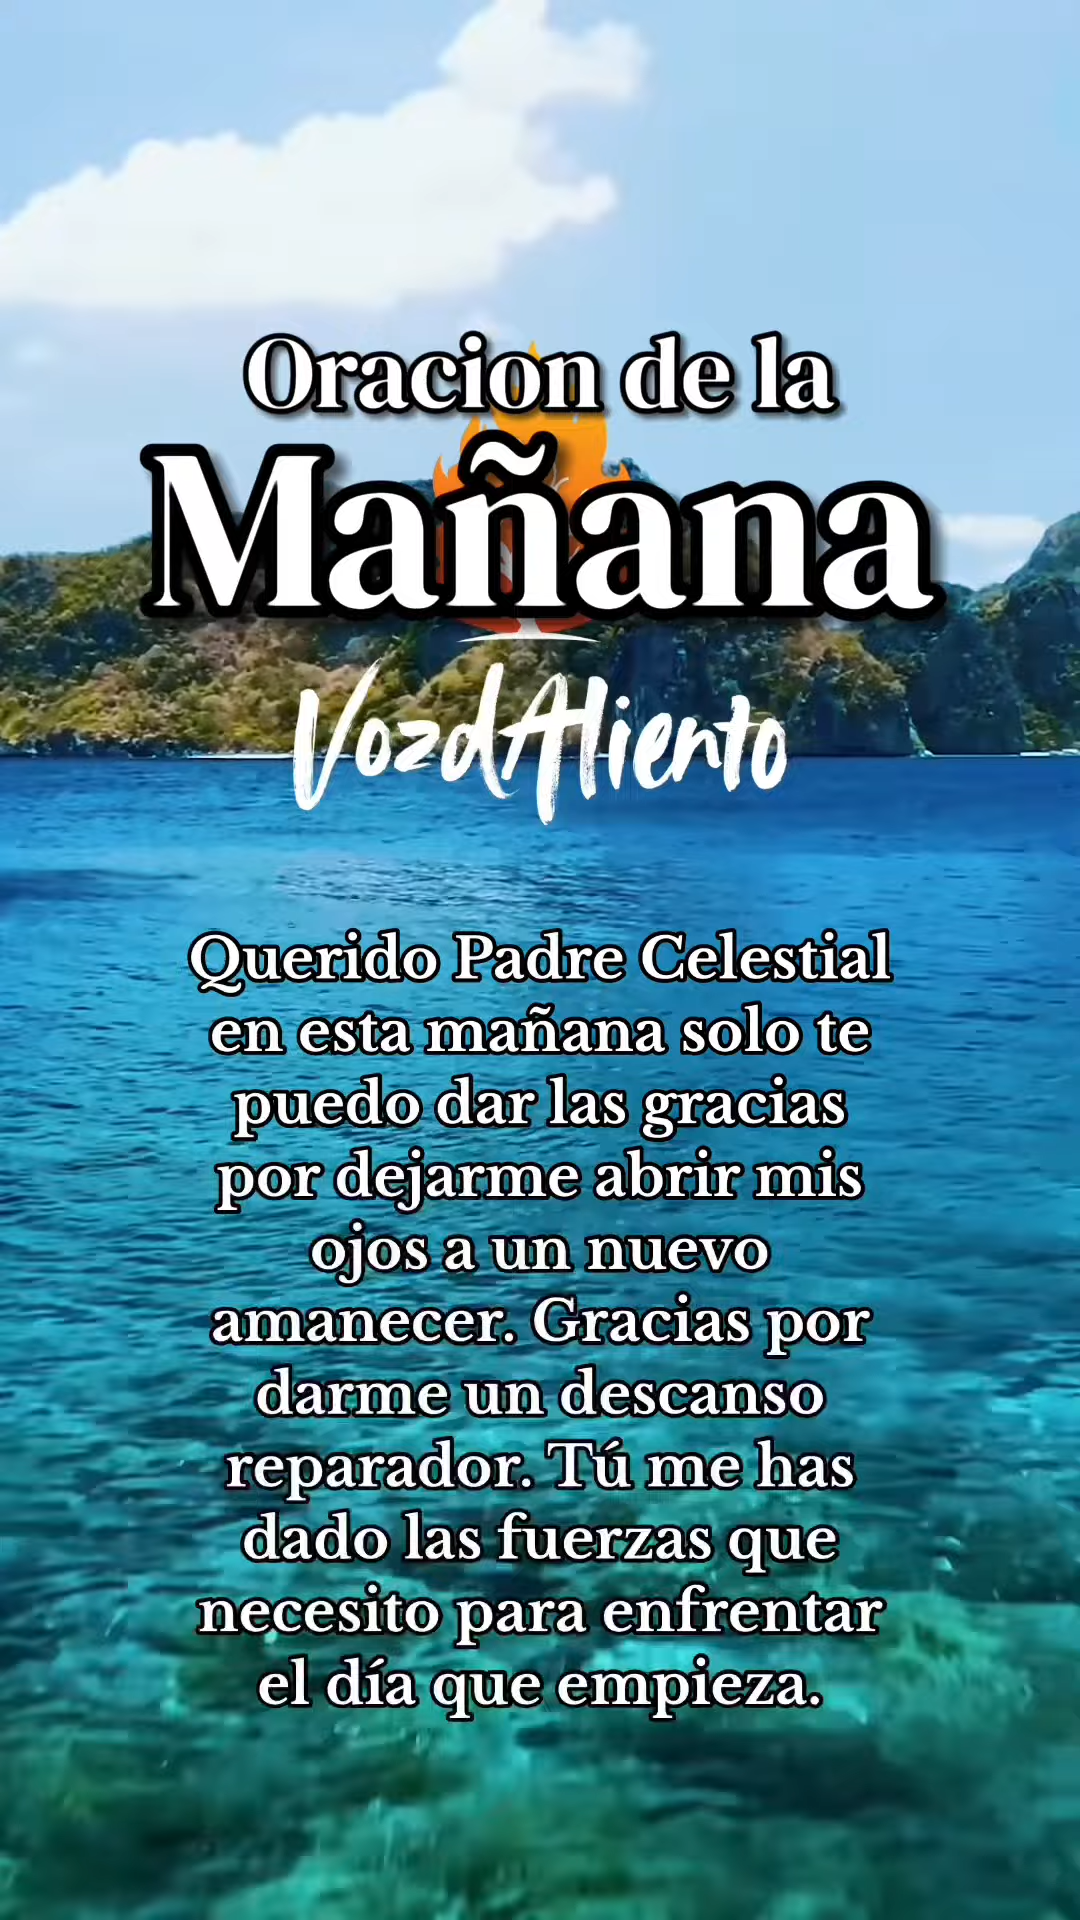 Oracion de la
Mañana
VozdAliento
Querido Padre Celestial
en esta mañana solo te
puedo dar las gracias
por dejarme abrir mis
ojos a un nuevo
amanecer. Gracias por
darme un descanso
reparador. Tú me has
dado las fuerzas que
necesito para enfrentar
el día que empieza.